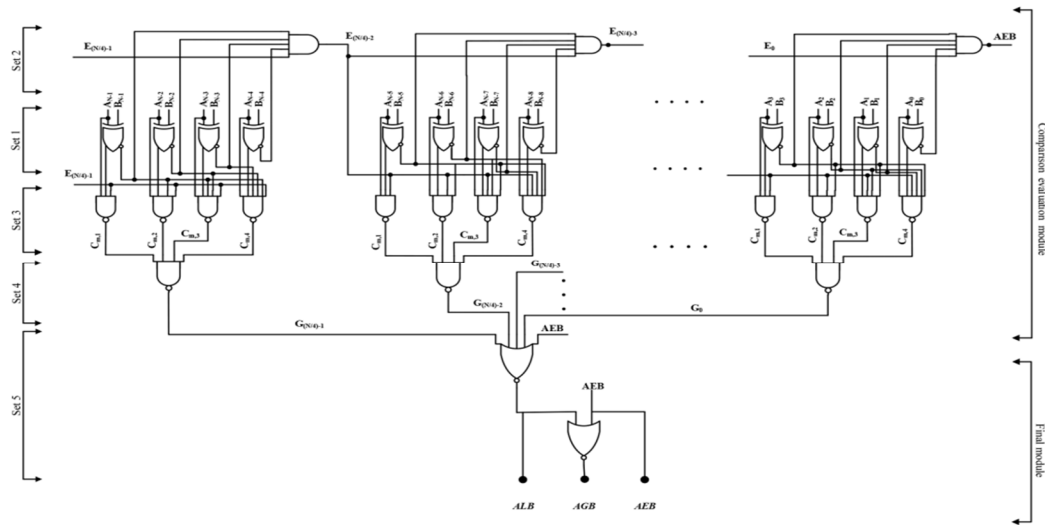 Set 2
Set 1
Set 3
Set 4
Set 5
E(N/4)-1
E(N/4)-2
E(N/4)-3
E0
AEB
AN-1
BN-1
AN-2
BN-2
AN-3
BN-3
AN-4
BN-4
AN-5
BN-5
AN-6
BN-6
AN-7
BN-7
AN-8
BN-8
A3
B3
A2
B2
A1
B1
A0
B0
E(N/4)-1
Cm,1
Cm,2
Cm,3
Cm,4
Cm,1
Cm,2
Cm,3
Cm,4
Cm,1
Cm,2
Cm,3
Cm,4
G(N/4)-3
G(N/4)-2
G0
G(N/4)-1
AEB
AEB
ALB
AGB
AEB
Comparison evaluation module
Final module